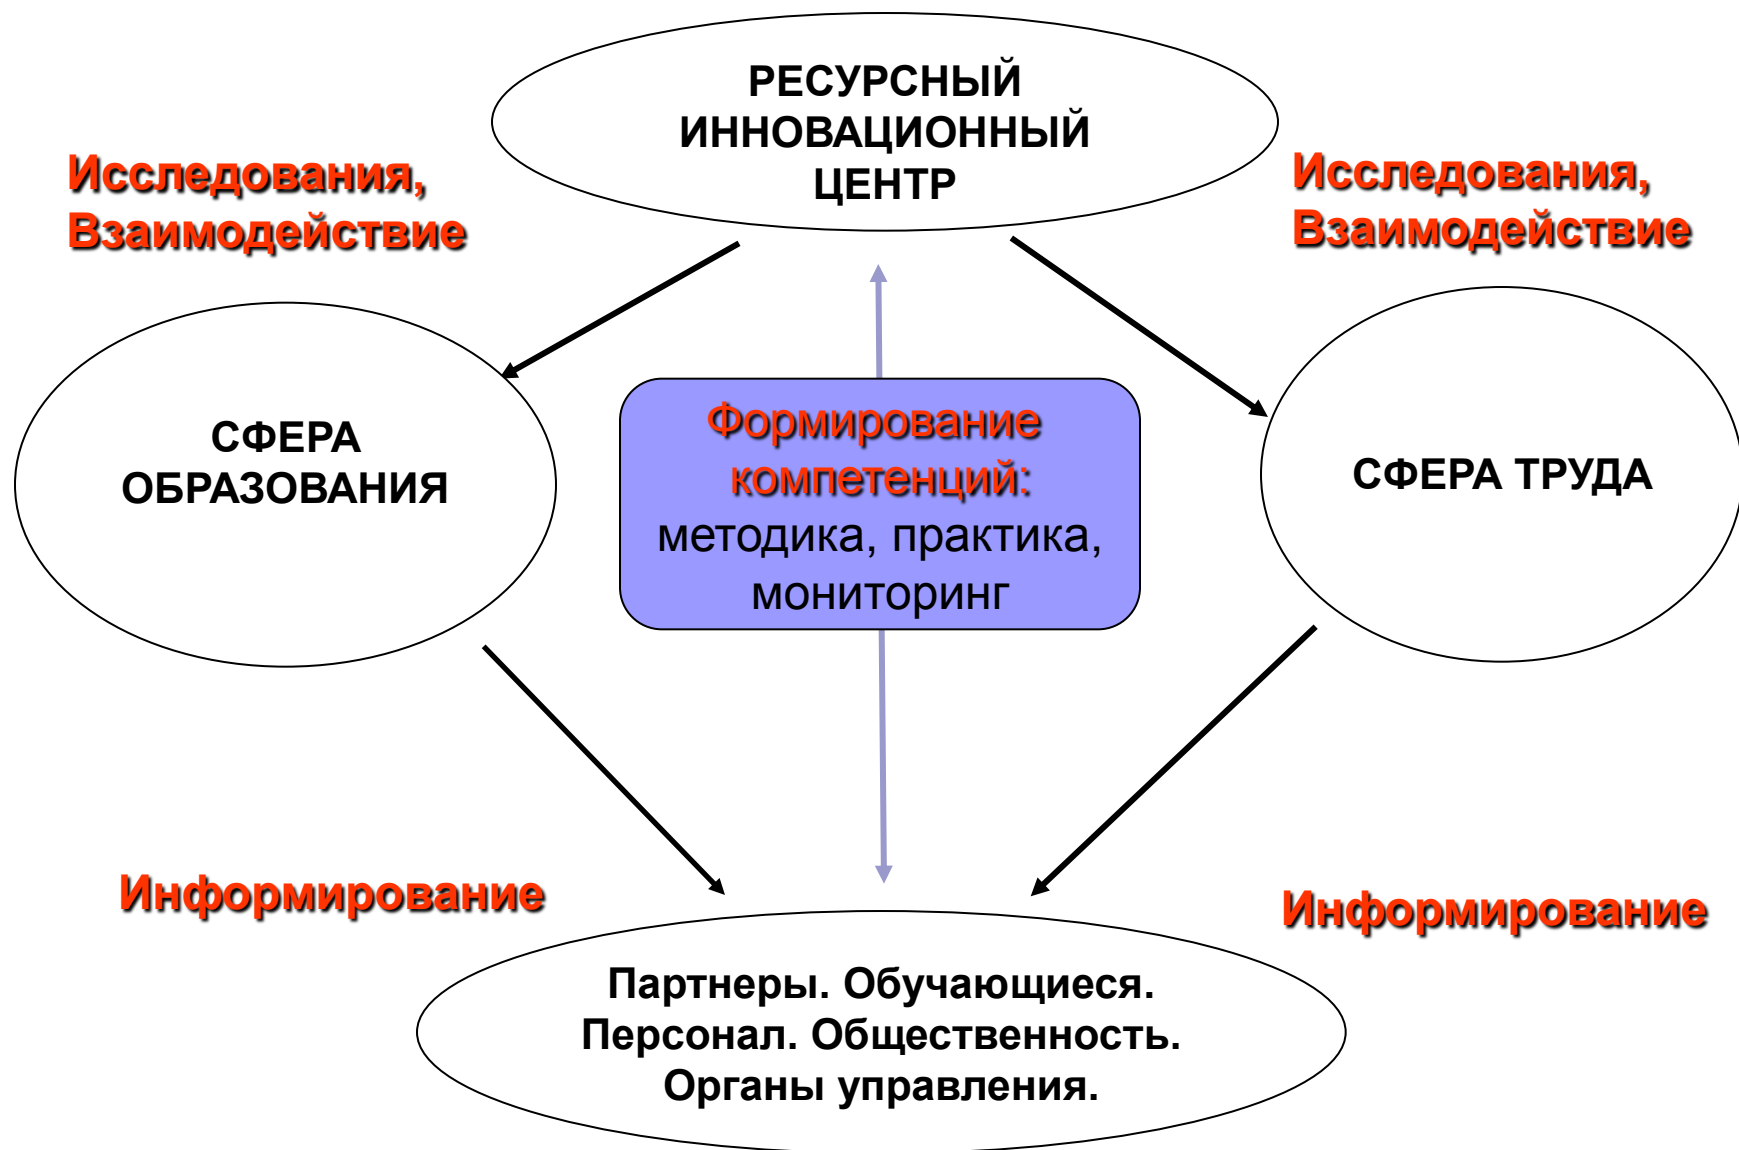 РЕСУРСНЫЙ
ИННОВАЦИОННЫЙ
ЦЕНТР
Исследования,
Взаимодействие
Исследования,
Взаимодействие
СФЕРА
ОБРАЗОВАНИЯ
Формирование
компетенций:
методика, практика,
мониторинг
СФЕРА ТРУДА
Информирование
Информирование
Партнеры. Обучающиеся.
Персонал. Общественность.
Органы управления.